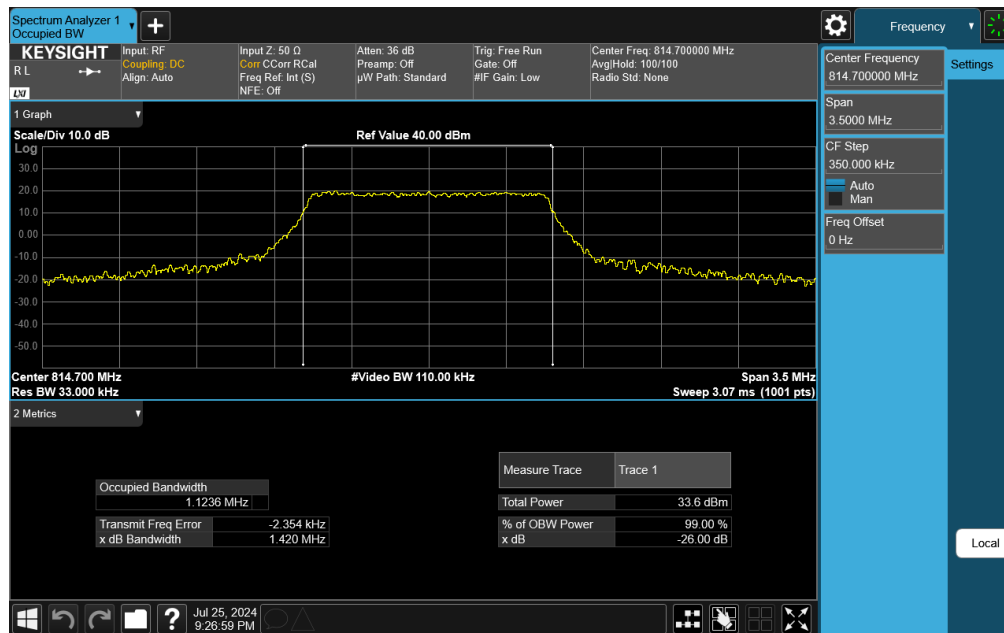 Spectrum Analyzer 1
Occupied BW
Frequency
KEYSIGHT
R L
LXI
Input: RF
Coupling: DC
Align: Auto
Input Z: 50 Ω
Corr CCorr RCal
Freq Ref: Int (S)
NFE: Off
Atten: 36 dB
Preamp: Off
µW Path: Standard
Trig: Free Run
Gate: Off
#IF Gain: Low
Center Freq: 814.700000 MHz
Avg|Hold: 100/100
Radio Std: None
Center Frequency
814.700000 MHz
Settings
Span
3.5000 MHz
CF Step
350.000 kHz
Auto
Man
Freq Offset
0 Hz
Local
1 Graph
Scale/Div 10.0 dB
Ref Value 40.00 dBm
Log
30.0
20.0
10.0
0.00
-10.0
-20.0
-30.0
-40.0
-50.0
Center 814.700 MHz
#Video BW 110.00 kHz
Span 3.5 MHz
Res BW 33.000 kHz
Sweep 3.07 ms (1001 pts)
2 Metrics
Measure Trace Trace 1
Occupied Bandwidth
1.1236 MHz
Total Power 33.6 dBm
Transmit Freq Error -2.354 kHz
% of OBW Power 99.00 %
x dB Bandwidth 1.420 MHz
x dB -26.00 dB
?
Jul 25, 2024
9:26:59 PM